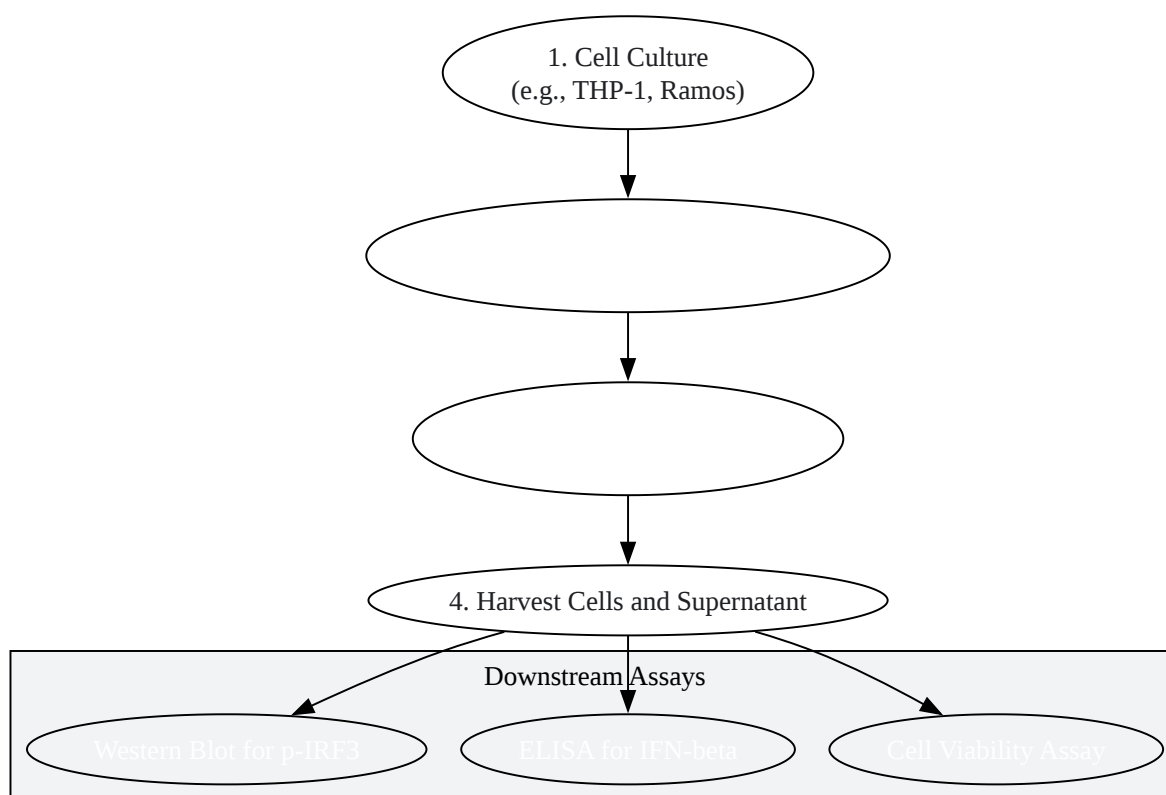 1. Cell Culture
(e.g., THP-1, Ramos)
4. Harvest Cells and Supernatant
Downstream Assays
Western Blot for p-IRF3
ELISA for IFN-beta
Cell Viability Assay